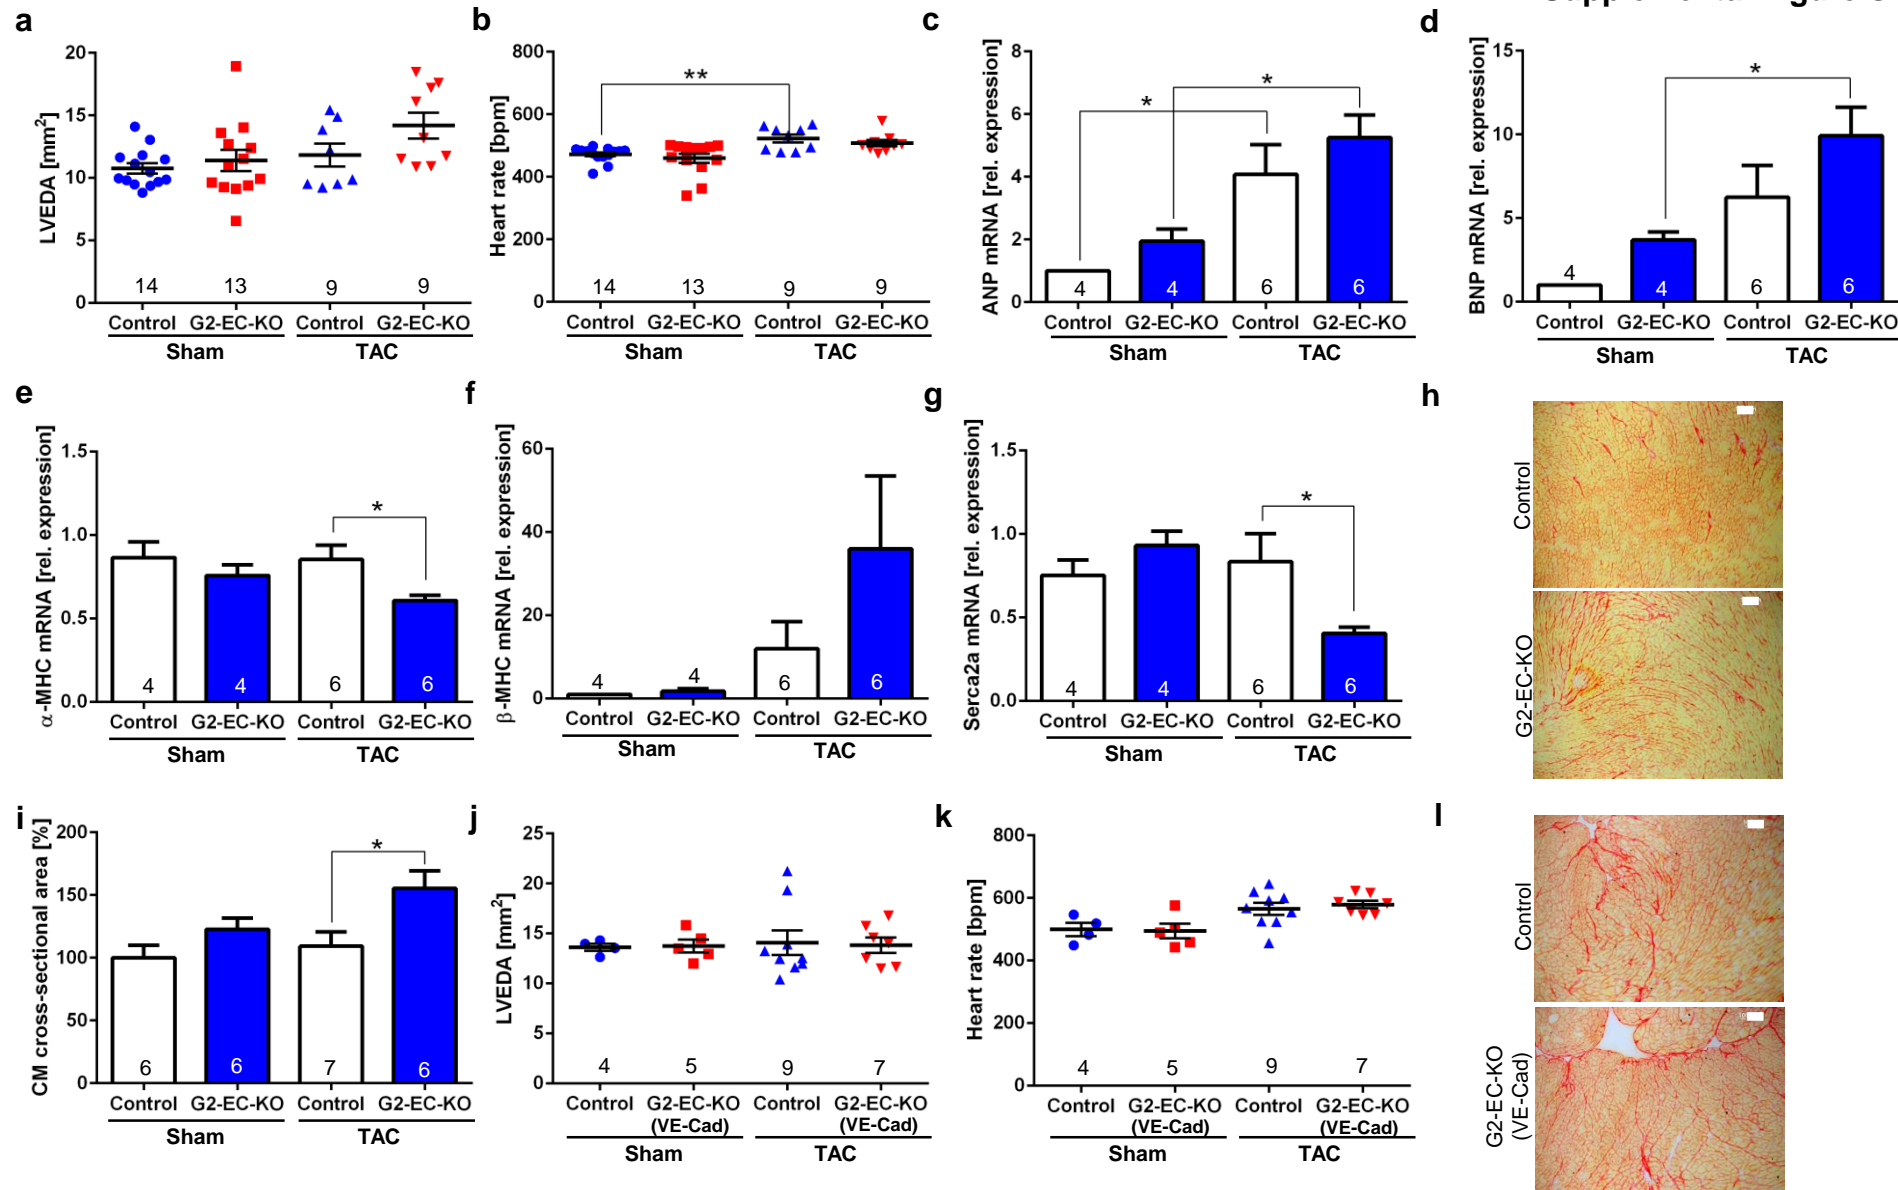 a
LVEDA [mm2]
20
15
10
5
0
14
13
9
9
Control
G2-EC-KO
Control
G2-EC-KO
Sham
TAC
b
Heart rate [bpm]
800
600
400
200
0
**
14
13
9
9
Control
G2-EC-KO
Control
G2-EC-KO
Sham
TAC
c
ANP mRNA [rel. expression]
8
6
4
2
0
*
*
4
4
6
6
Control
G2-EC-KO
Control
G2-EC-KO
Sham
TAC
d
BNP mRNA [rel. expression]
15
10
5
0
*
4
4
6
6
Control
G2-EC-KO
Control
G2-EC-KO
Sham
TAC
e
α-MHC mRNA [rel. expression]
1.5
1.0
0.5
0.0
*
4
4
6
6
Control
G2-EC-KO
Control
G2-EC-KO
Sham
TAC
f
β-MHC mRNA [rel. expression]
60
40
20
0
4
4
6
6
Control
G2-EC-KO
Control
G2-EC-KO
Sham
TAC
g
Serca2a mRNA [rel. expression]
1.5
1.0
0.5
0.0
*
4
4
6
6
Control
G2-EC-KO
Control
G2-EC-KO
Sham
TAC
h
Control
G2-EC-KO
i
CM cross-sectional area [%]
200
150
100
50
0
*
6
6
7
6
Control
G2-EC-KO
Control
G2-EC-KO
Sham
TAC
j
LVEDA [mm2]
25
20
15
10
5
0
4
5
9
7
Control
G2-EC-KO
(VE-Cad)
Control
G2-EC-KO
(VE-Cad)
Sham
TAC
k
Heart rate [bpm]
800
600
400
200
0
4
5
9
7
Control
G2-EC-KO
(VE-Cad)
Control
G2-EC-KO
(VE-Cad)
Sham
TAC
l
Control
G2-EC-KO
(VE-Cad)